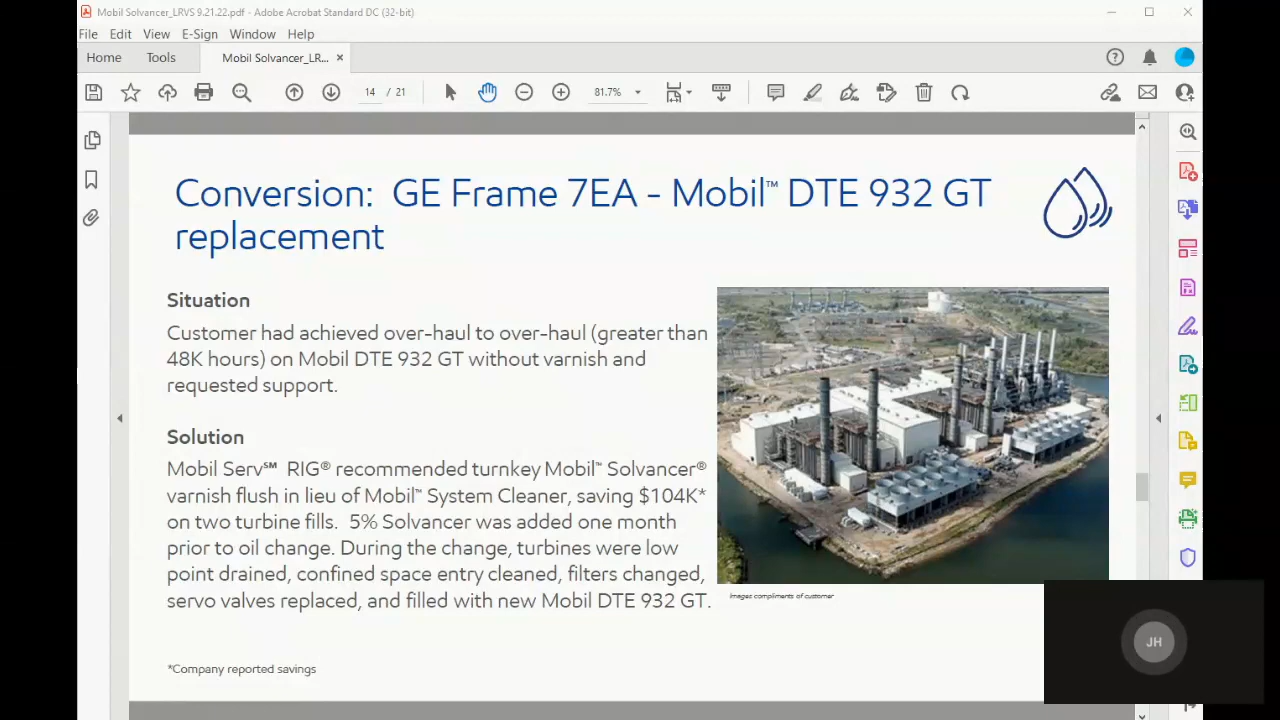 Mobil Solvancer_LRVS 9.21.22.pdf - Adobe Acrobat Standard DC (32-bit)
File Edit View E-Sign Window Help
Home Tools Mobil Solvancer_LR... ×
14 / 21 81.7%
Conversion: GE Frame 7EA - Mobil™ DTE 932 GT
replacement
Situation
Customer had achieved over-haul to over-haul (greater than
48K hours) on Mobil DTE 932 GT without varnish and
requested support.
Solution
Mobil Serv℠ RIG® recommended turnkey Mobil™ Solvancer®
varnish flush in lieu of Mobil™ System Cleaner, saving $104K*
on two turbine fills. 5% Solvancer was added one month
prior to oil change. During the change, turbines were low
point drained, confined space entry cleaned, filters changed,
servo valves replaced, and filled with new Mobil DTE 932 GT.
Images compliments of customer
*Company reported savings
JH